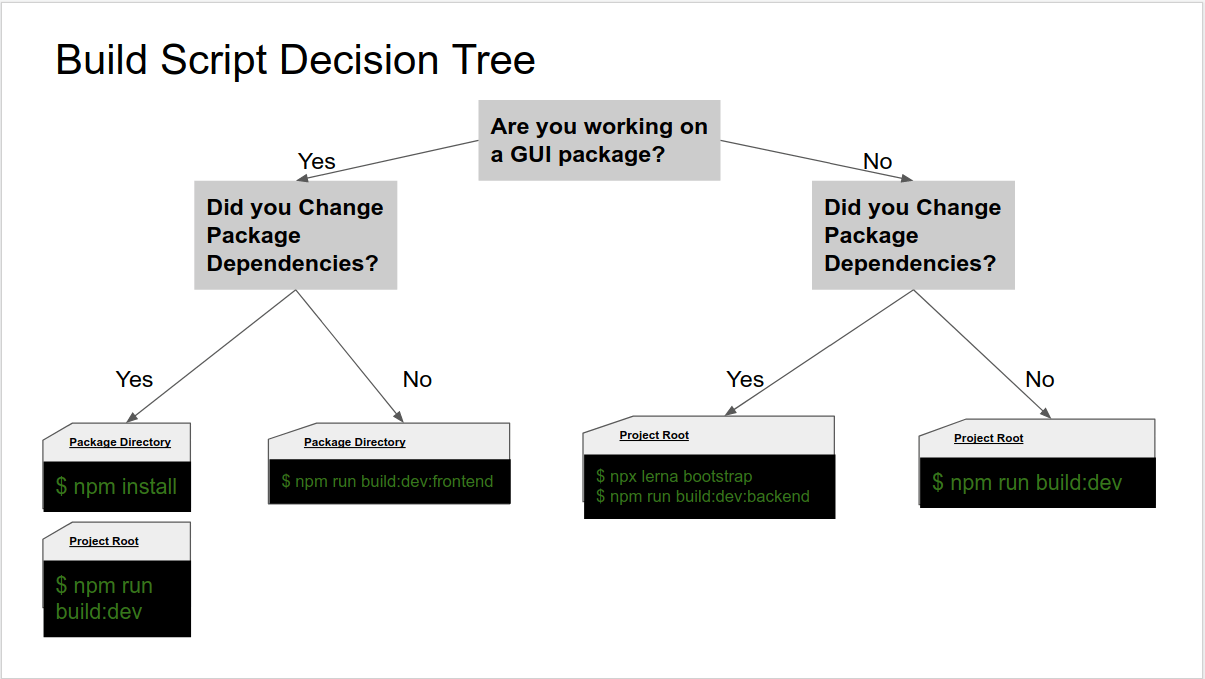 Build Script Decision Tree
Are you working on
a GUI package?
Yes
No
Did you Change
Package
Dependencies?
Did you Change
Package
Dependencies?
Yes
No
Yes
No
Package Directory
$ npm install
Project Root
$ npm run
build:dev
Package Directory
$ npm run build:dev:frontend
Project Root
$ npx lerna bootstrap
$ npm run build:dev:backend
Project Root
$ npm run build:dev